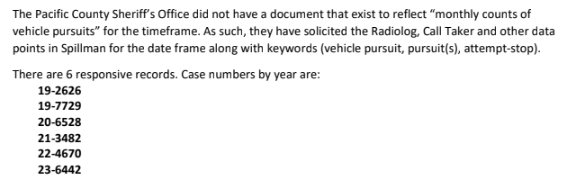 The Pacific County Sheriff's Office did not have a document that exist to reflect "monthly counts of
vehicle pursuits" for the timeframe. As such, they have solicited the Radiolog, Call Taker and other data
points in Spillman for the date frame along with keywords (vehicle pursuit, pursuit(s), attempt-stop).
There are 6 responsive records. Case numbers by year are:
19-2626
19-7729
20-6528
21-3482
22-4670
23-6442